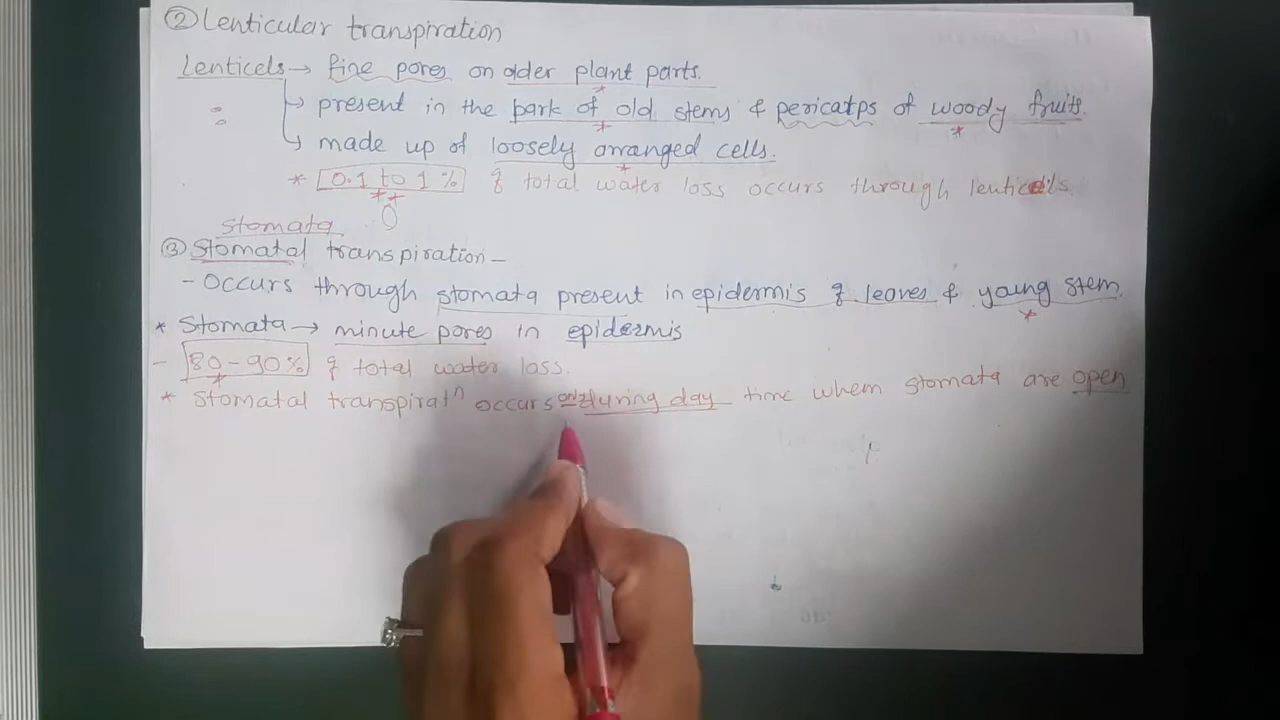 ② Lenticular transpiration
Lenticels → fine pores on older plant parts.
↳ present in the bark of old stems & pericarps of woody fruits.
↳ made up of loosely arranged cells.
* 0.1 to 1 % of total water loss occurs through lenticels.
Stomata
③ Stomatal transpiration –
- Occurs through stomata present in epidermis of leaves & young stem.
* Stomata → minute pores in epidermis
- 80 - 90% of total water loss.
* Stomatal transpiratⁿ occurs only during day time when stomata are open